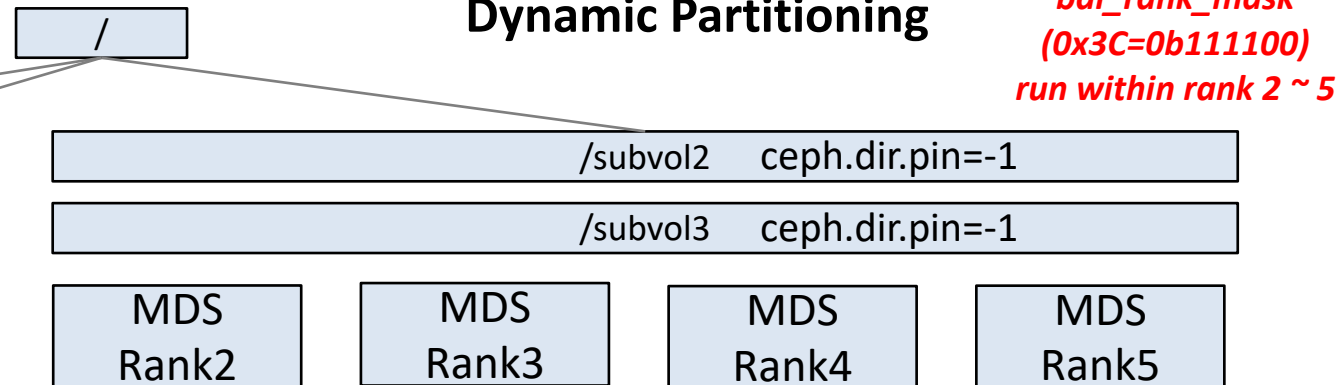 /
Dynamic Partitioning
bal_rank_mask
(0x3C=0b111100)
run within rank 2 ~ 5
/subvol2 ceph.dir.pin=-1
/subvol3 ceph.dir.pin=-1
MDS
Rank2
MDS
Rank3
MDS
Rank4
MDS
Rank5